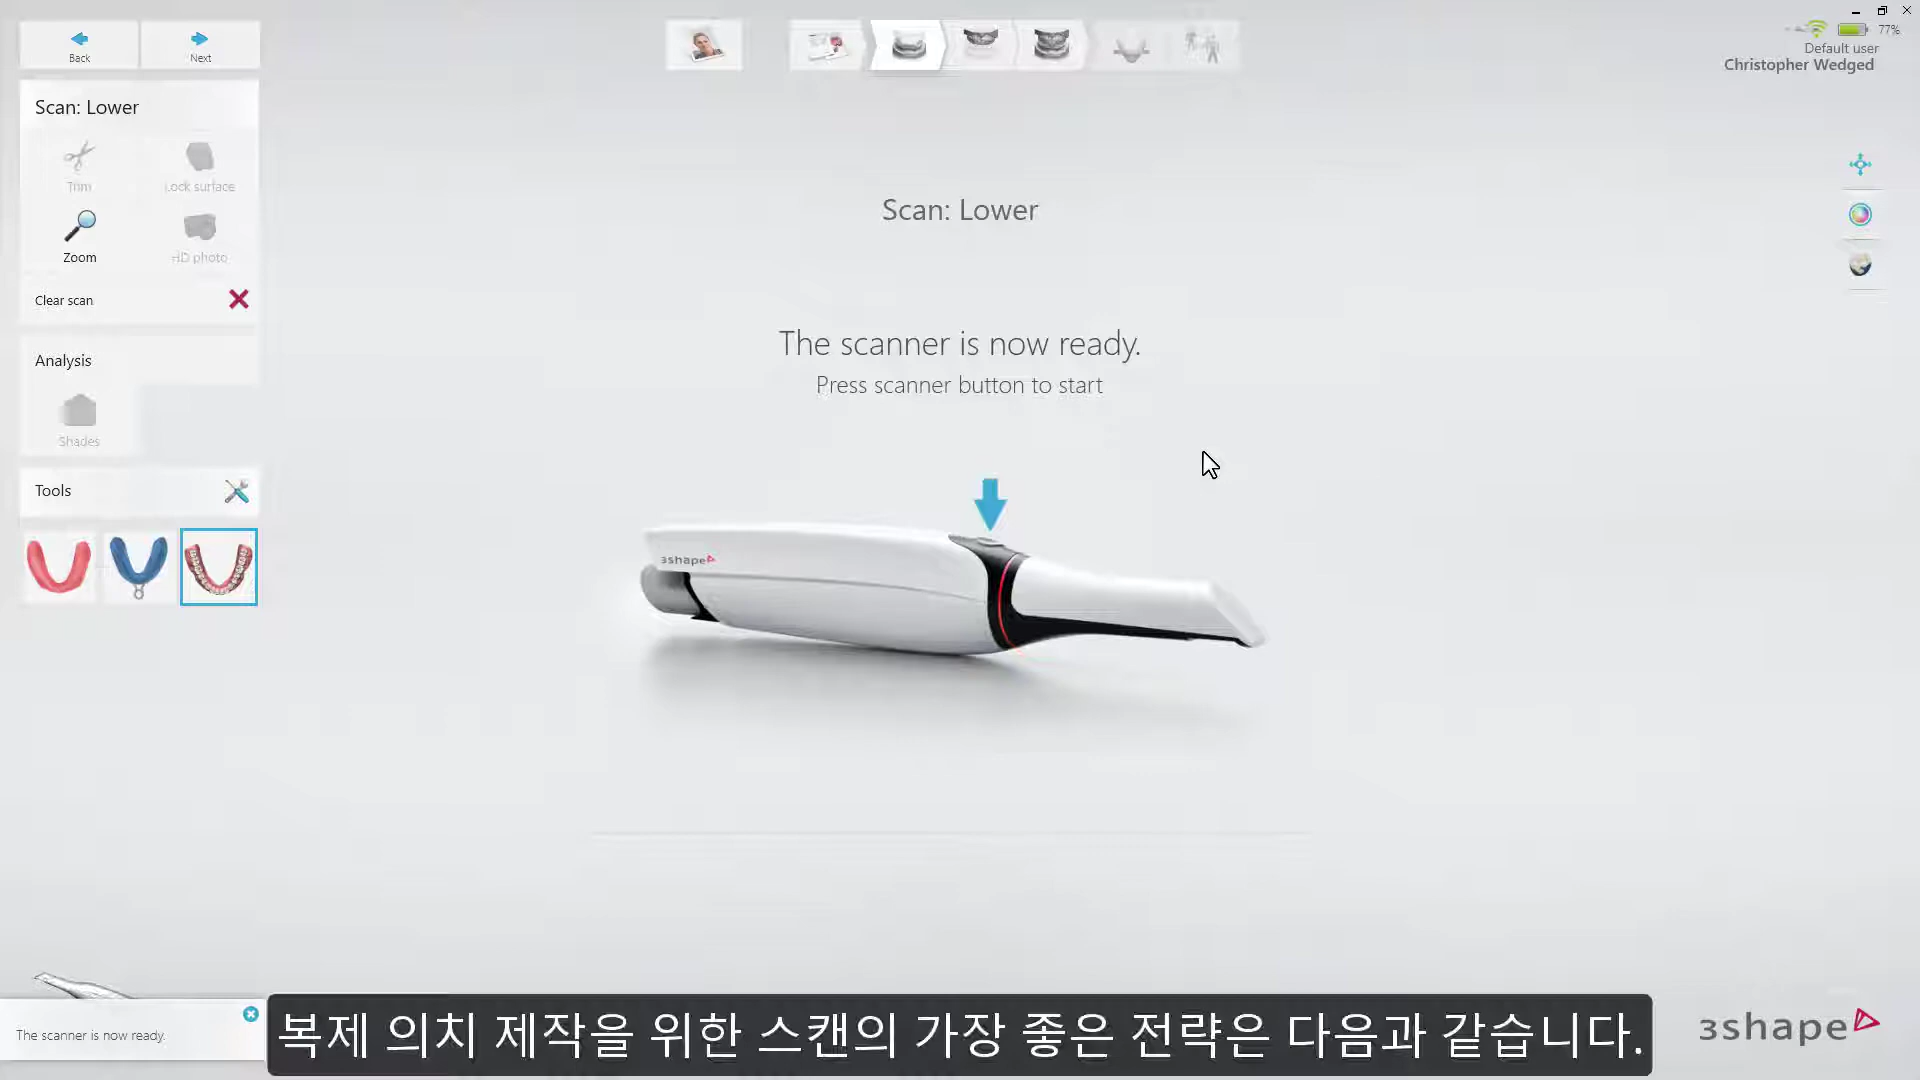 Back
Next
77%
Default user
Christopher Wedged
Scan: Lower
Trim
Lock surface
Zoom
HD photo
Clear scan
Analysis
Shades
Tools
Scan: Lower
The scanner is now ready.
Press scanner button to start
3shape
The scanner is now ready.
복제 의치 제작을 위한 스캔의 가장 좋은 전략은 다음과 같습니다.
3shape